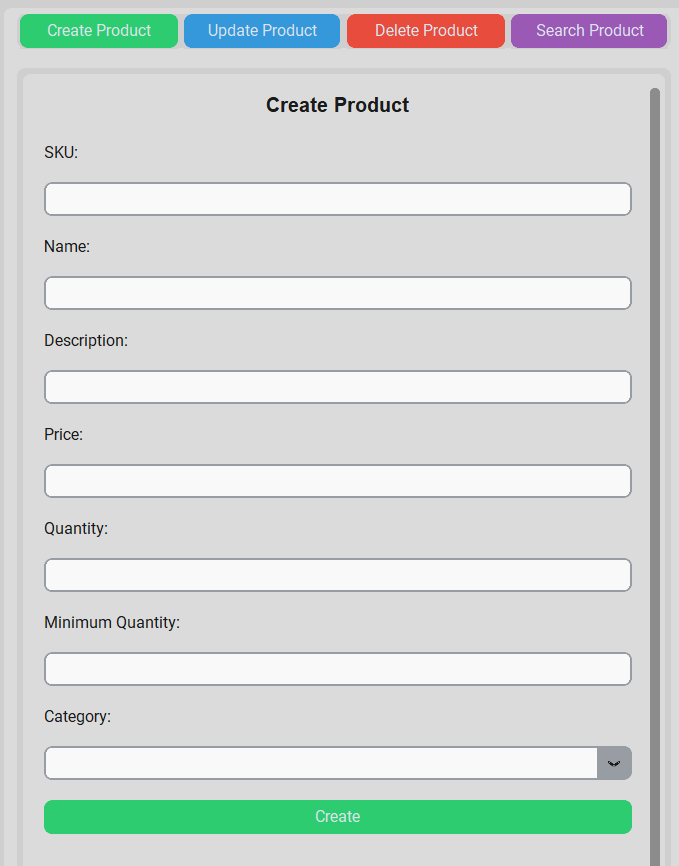 Create Product Update Product Delete Product Search Product
Create Product
SKU:
Name:
Description:
Price:
Quantity:
Minimum Quantity:
Category:
Create